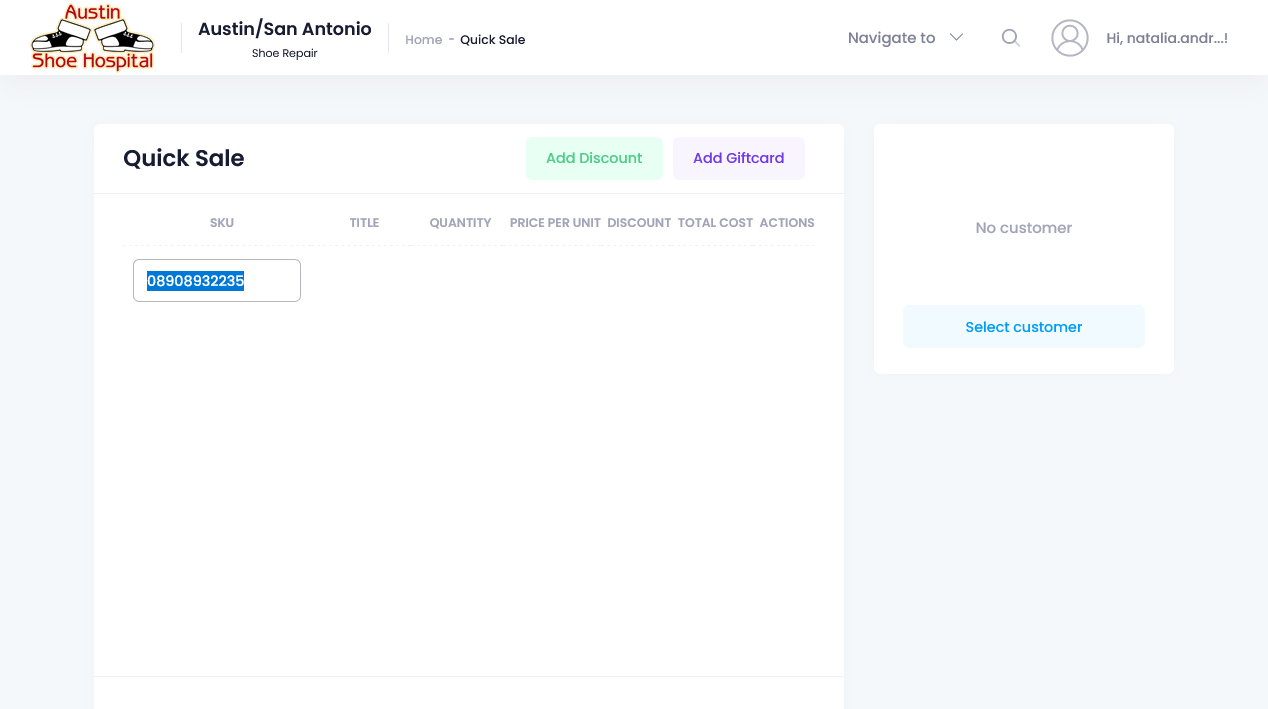 Austin
Shoe Hospital
Austin/San Antonio
Shoe Repair
Home - Quick Sale
Navigate to
Hi, natalia.andr...!
Quick Sale
Add Discount
Add Giftcard
SKU TITLE QUANTITY PRICE PER UNIT DISCOUNT TOTAL COST ACTIONS
08908932235
No customer
Select customer